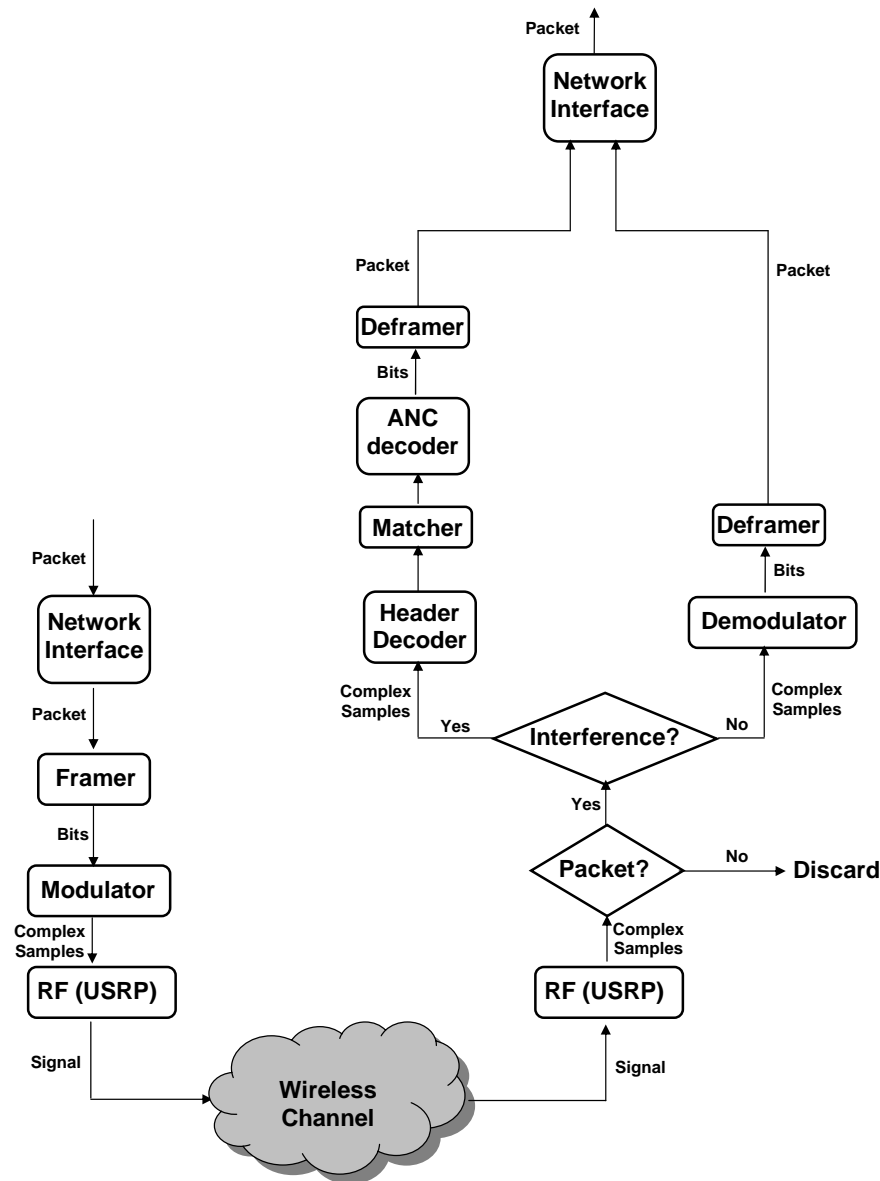 Packet
Network
Interface
Packet
Packet
Deframer
Bits
ANC
decoder
Matcher
Header
Decoder
Complex
Samples
Yes
Deframer
Bits
Demodulator
Complex
Samples
No
Interference?
Yes
Packet?
No
Discard
Complex
Samples
RF (USRP)
Signal
Packet
Network
Interface
Packet
Framer
Bits
Modulator
Complex
Samples
RF (USRP)
Signal
Wireless
Channel